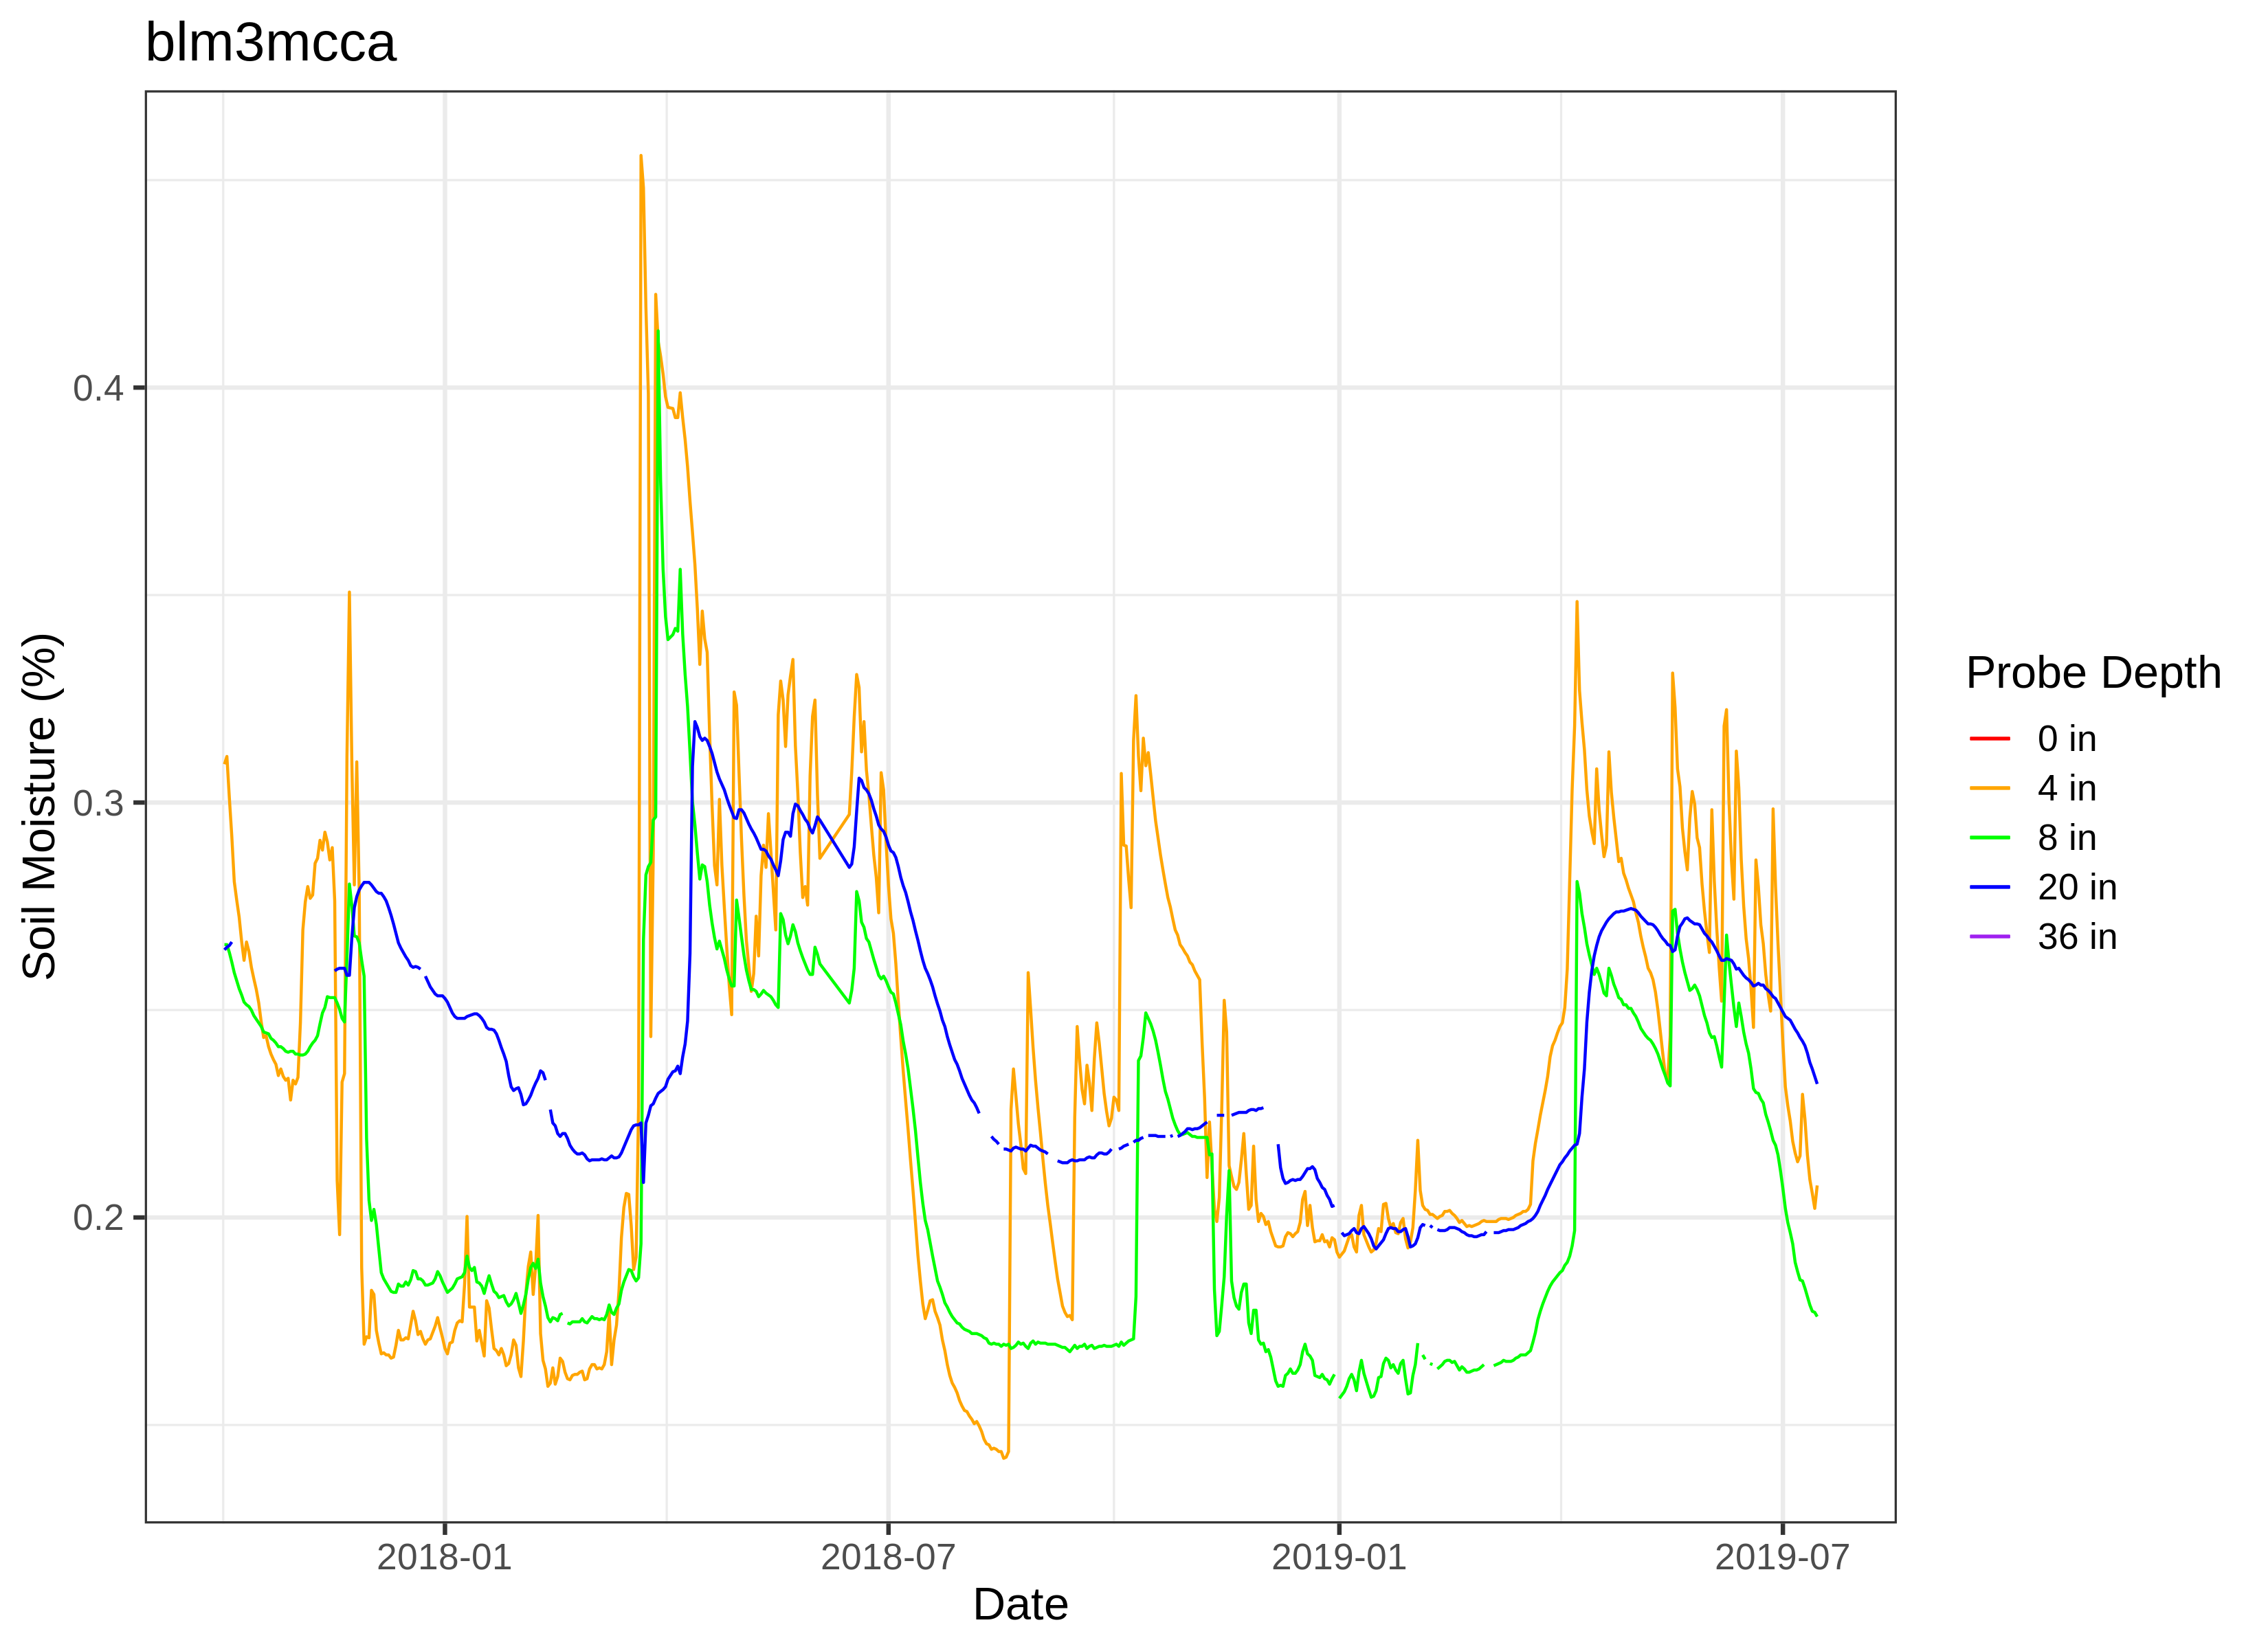 blm3mcca
Soil Moisture (%)
0.4
0.3
0.2
2018-01
2018-07
2019-01
2019-07
Date
Probe Depth
0 in
4 in
8 in
20 in
36 in